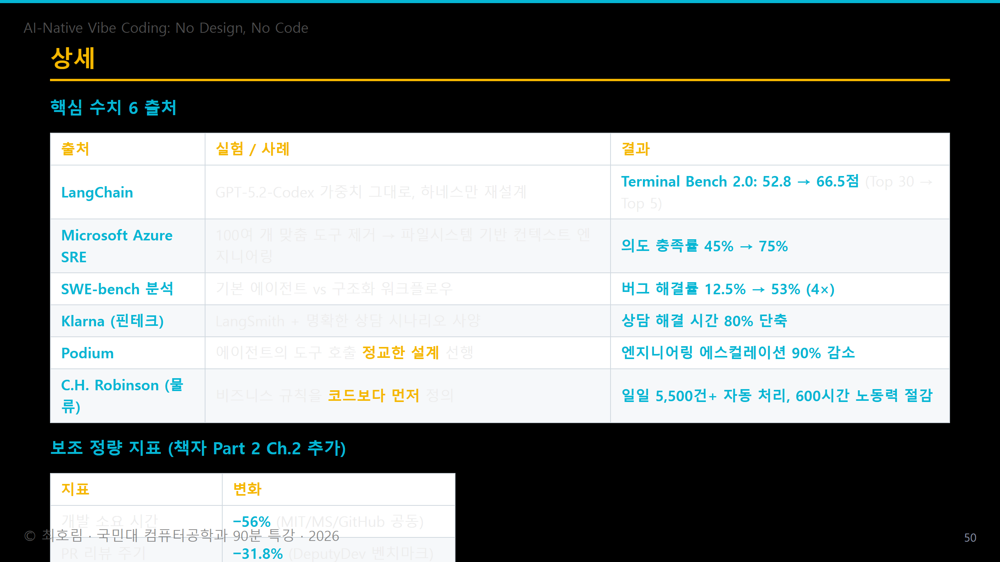 AI-Native Vibe Coding: No Design, No Code
상세
핵심 수치 6 출처
출처
실험 / 사례
결과
LangChain
GPT-5.2-Codex 가중치 그대로, 하네스만 재설계
Terminal Bench 2.0: 52.8 → 66.5점 (Top 30 →
Top 5)
Microsoft Azure
SRE
100여 개 맞춤 도구 제거 → 파일시스템 기반 컨텍스트 엔
지니어링
의도 충족률 45% → 75%
SWE-bench 분석
기본 에이전트 vs 구조화 워크플로우
버그 해결률 12.5% → 53% (4×)
Klarna (핀테크)
LangSmith + 명확한 상담 시나리오 사양
상담 해결 시간 80% 단축
Podium
에이전트의 도구 호출 정교한 설계 선행
엔지니어링 에스컬레이션 90% 감소
C.H. Robinson (물
류)
비즈니스 규칙을 코드보다 먼저 정의
일일 5,500건+ 자동 처리, 600시간 노동력 절감
보조 정량 지표 (책자 Part 2 Ch.2 추가)
지표
변화
개발 소요 시간
−56% (MIT/MS/GitHub 공동)
PR 리뷰 주기
−31.8% (DeputyDev 벤치마크)
© 최호림 · 국민대 컴퓨터공학과 90분 특강 · 2026
50